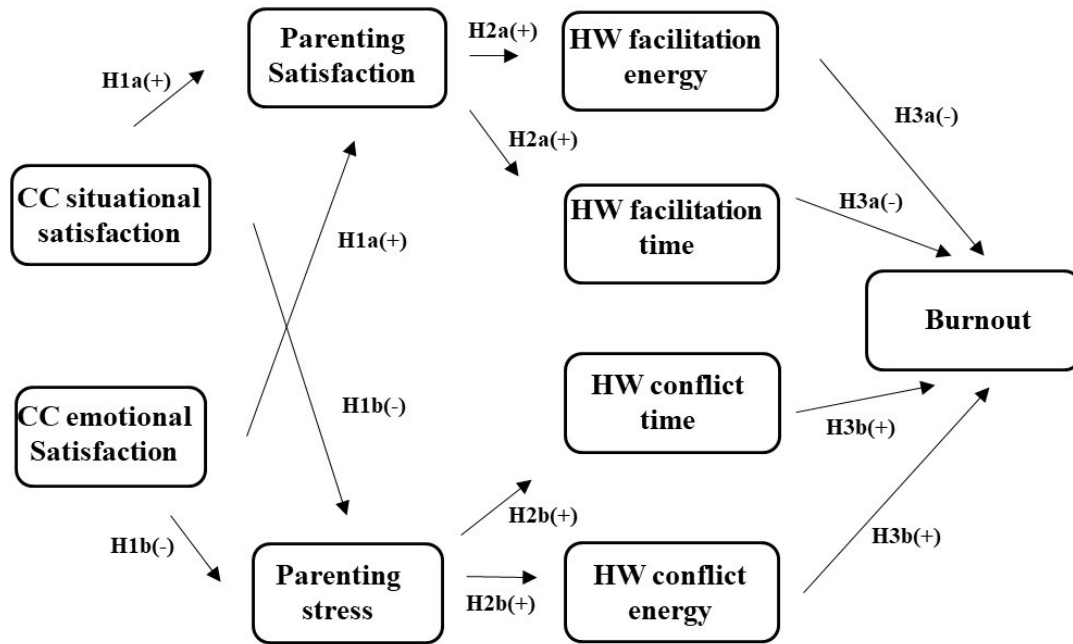 Parenting
Satisfaction
H2a(+)
HW facilitation
energy
H1a(+)
H2a(+)
H3a(-)
CC situational
satisfaction
HW facilitation
time
H3a(-)
H1a(+)
Burnout
CC emotional
Satisfaction
H1b(-)
HW conflict
time
H3b(+)
H1b(-)
H2b(+)
H3b(+)
Parenting
stress
H2b(+)
HW conflict
energy